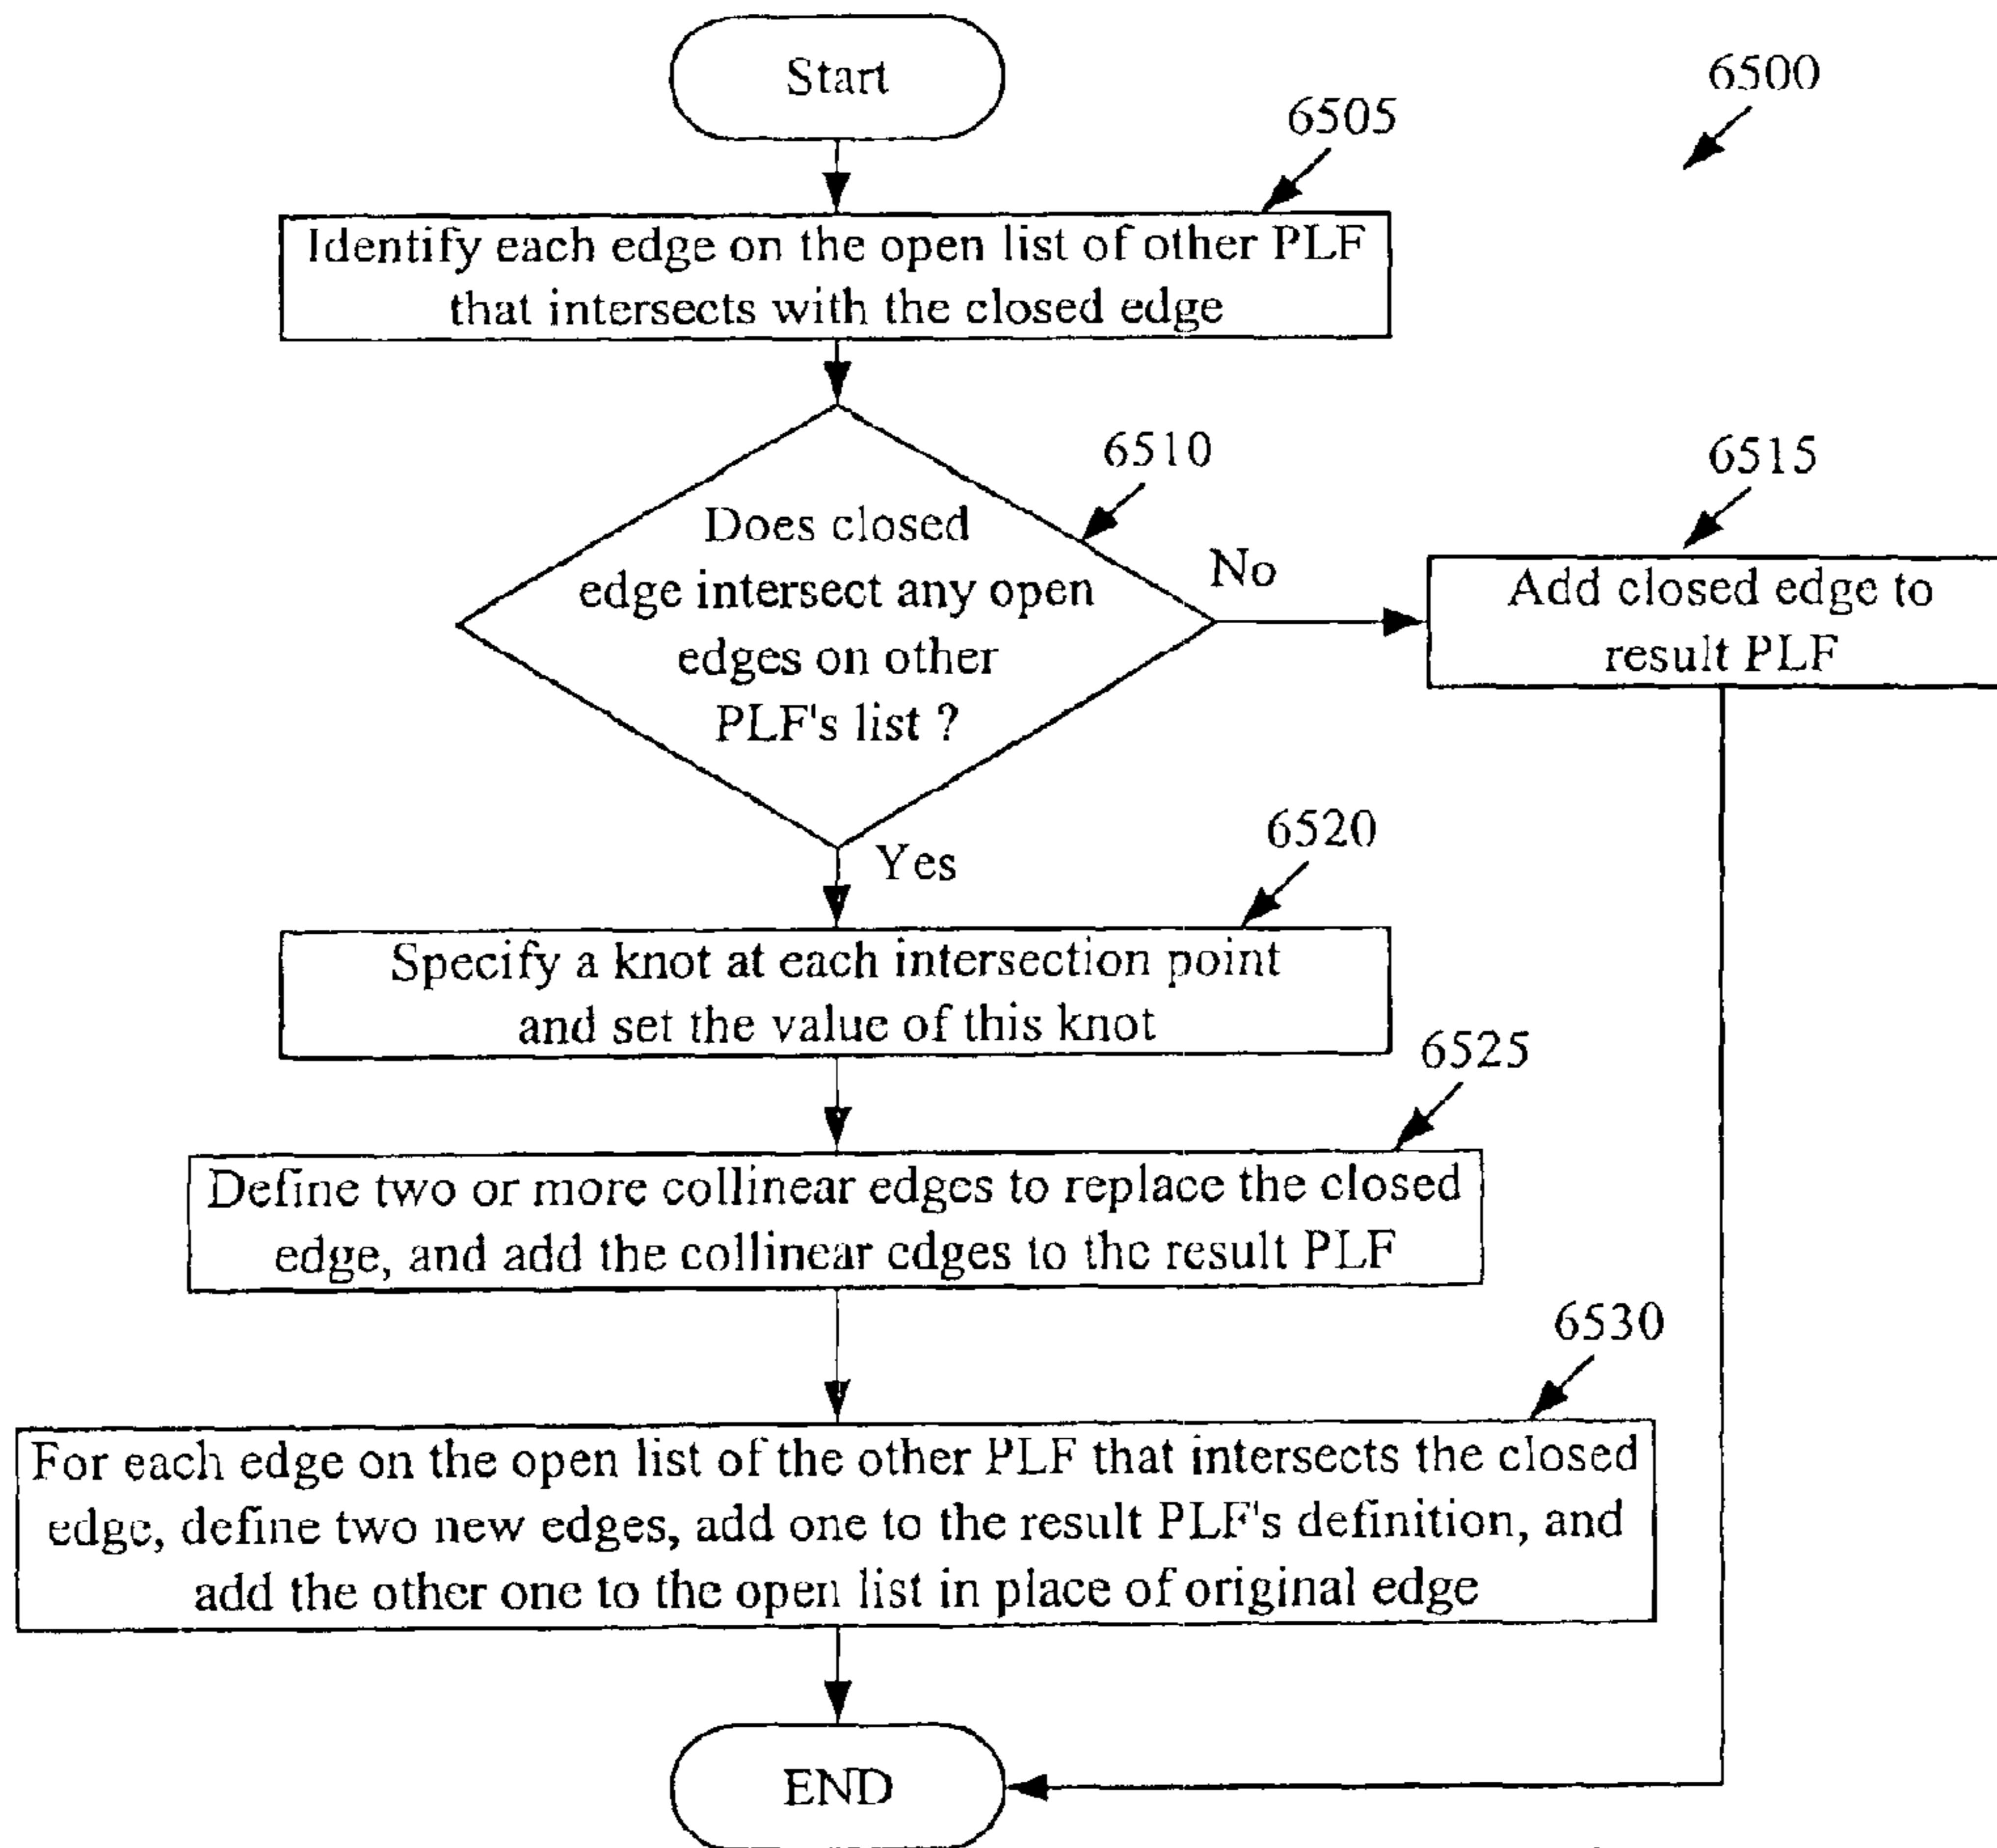 Start
6500
6505
Identify each edge on the open list of other PLF
that intersects with the closed edge
6510
Does closed
edge intersect any open
edges on other
PLF's list ?
No
6515
Add closed edge to
result PLF
Yes
6520
Specify a knot at each intersection point
and set the value of this knot
6525
Define two or more collinear edges to replace the closed
edge, and add the collinear edges to the result PLF
6530
For each edge on the open list of the other PLF that intersects the closed
edge, define two new edges, add one to the result PLF's definition, and
add the other one to the open list in place of original edge
END